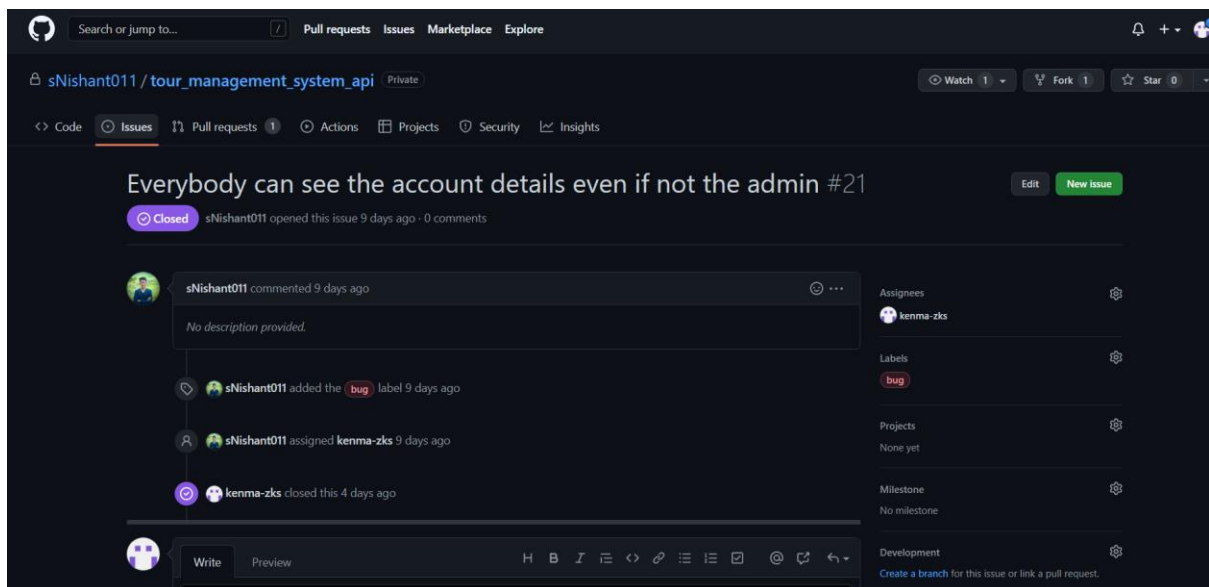 Search or jump to... /
Pull requests Issues Marketplace Explore
sNishant011 / tour_management_system_api Private
Watch 1 Fork 1 Star 0
<> Code Issues Pull requests 1 Actions Projects Security Insights
Everybody can see the account details even if not the admin #21
Edit New issue
Closed sNishant011 opened this issue 9 days ago · 0 comments
sNishant011 commented 9 days ago
No description provided.
sNishant011 added the bug label 9 days ago
sNishant011 assigned kenma-zks 9 days ago
kenma-zks closed this 4 days ago
Write Preview
H B I
Assignees
kenma-zks
Labels
bug
Projects
None yet
Milestone
No milestone
Development
Create a branch for this issue or link a pull request.